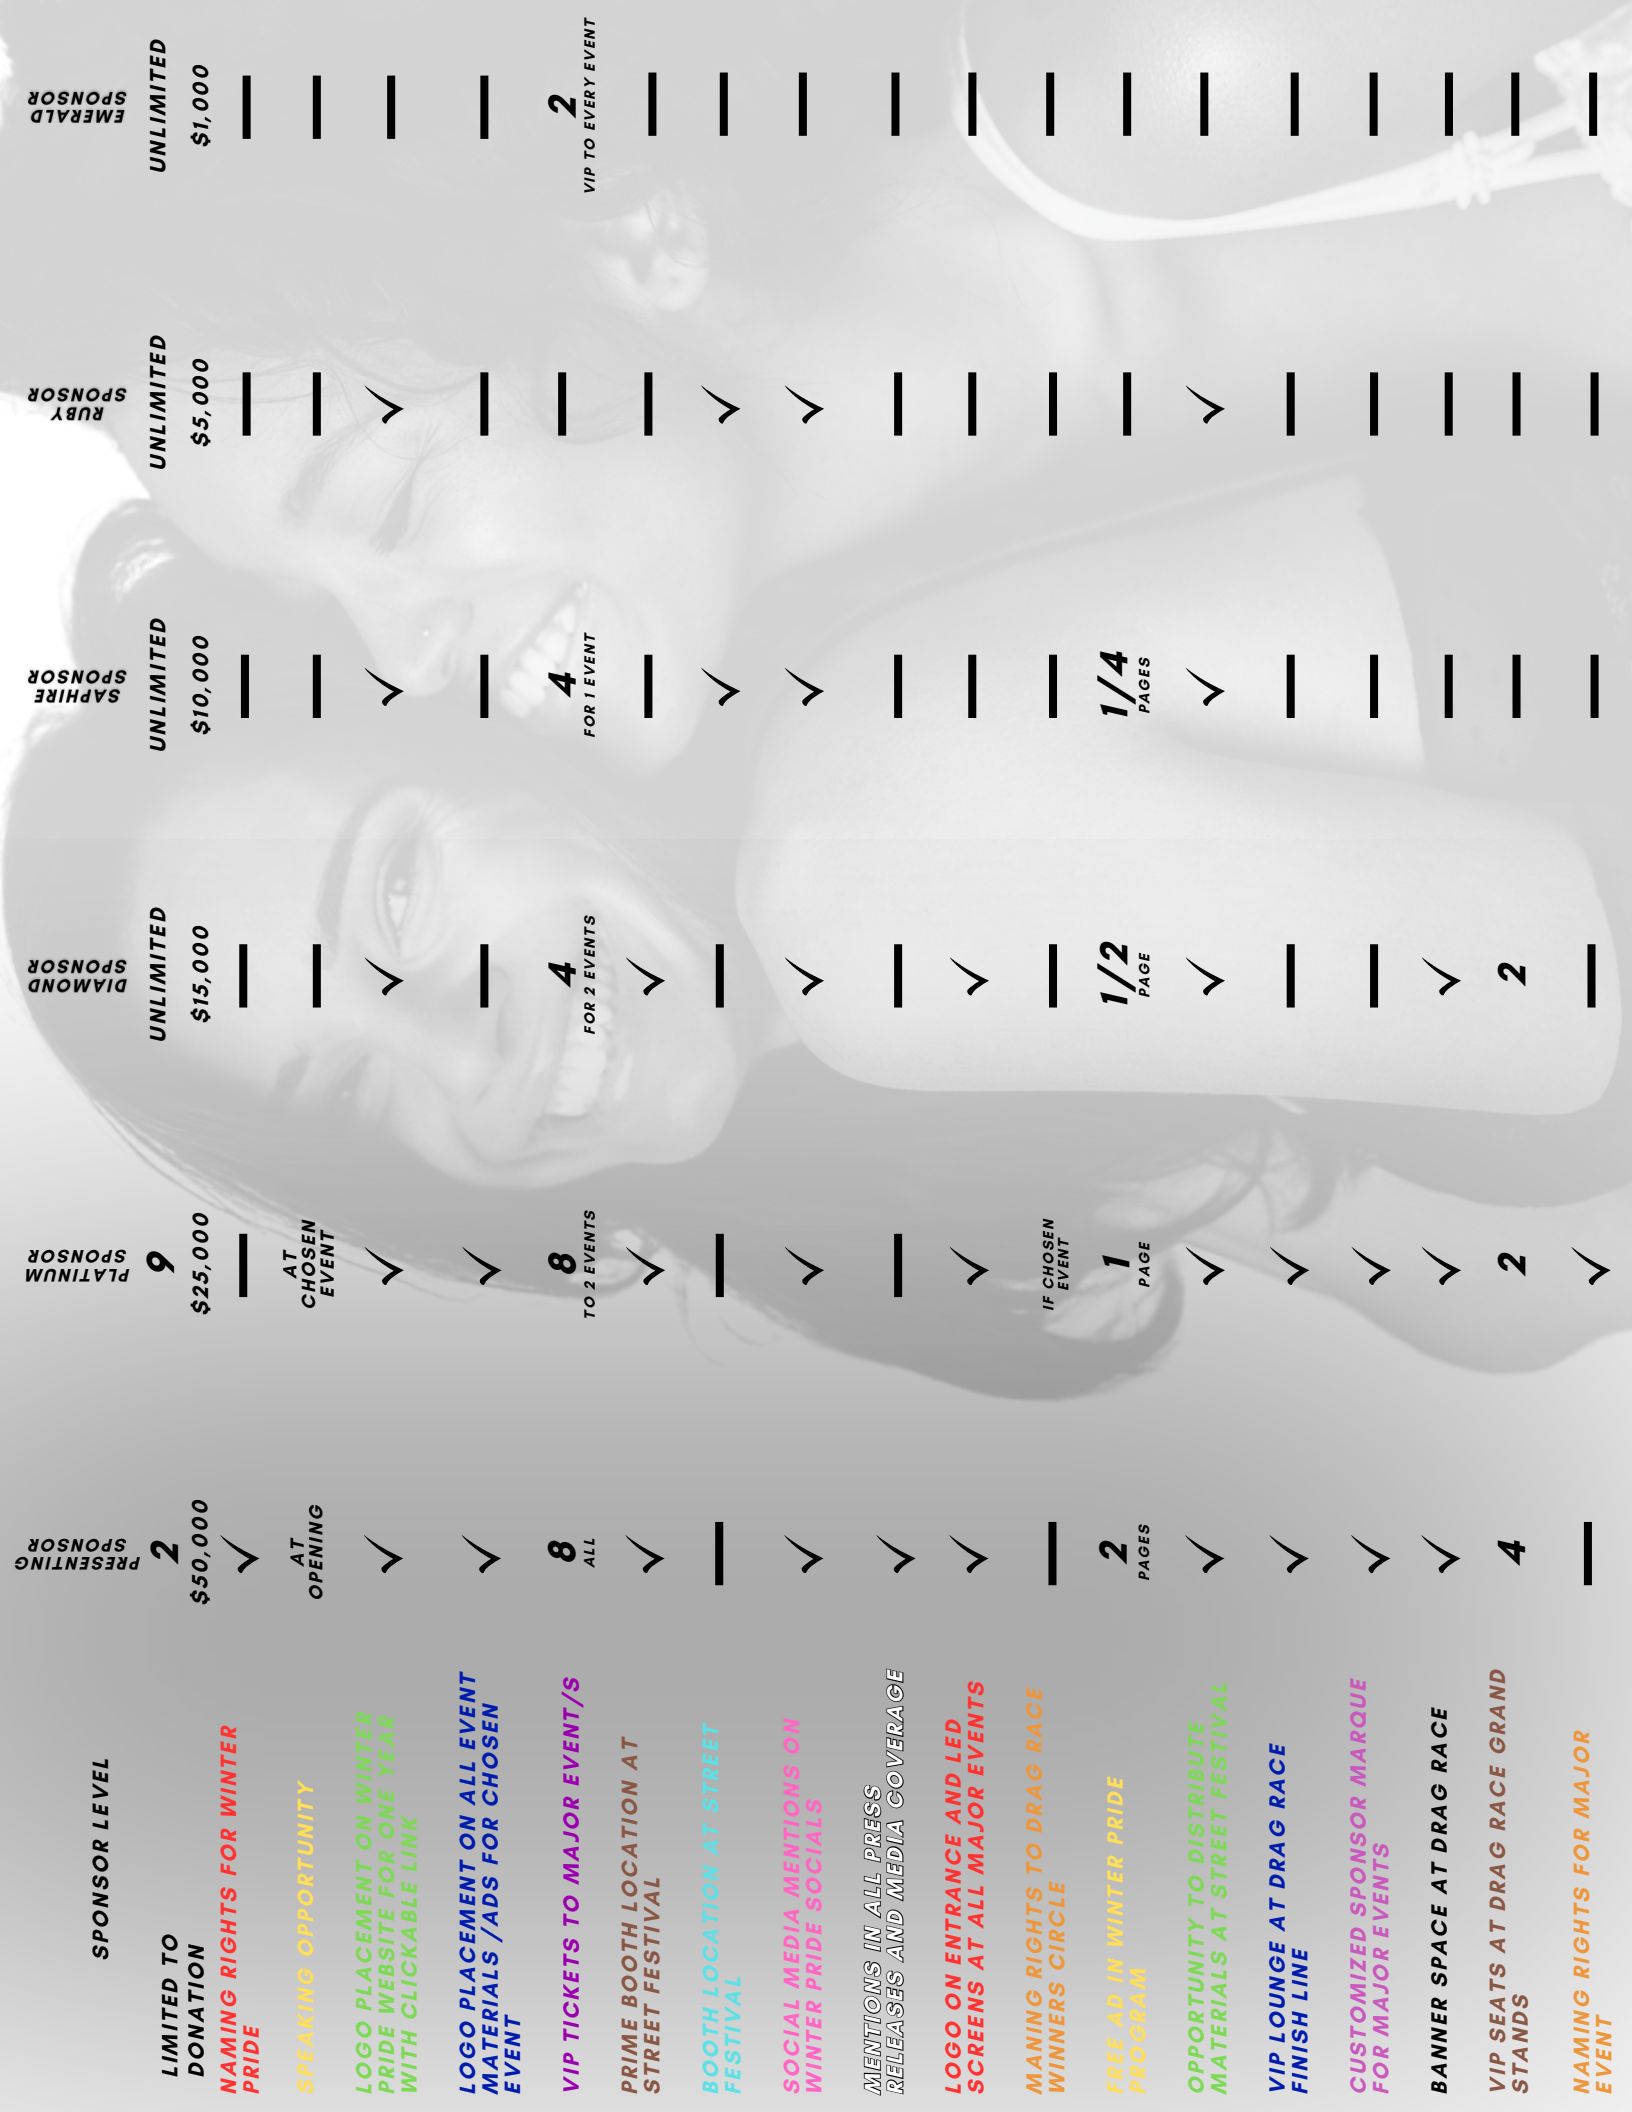 SPONSOR LEVEL
PRESENTING
SPONSOR
PLATINUM
SPONSOR
DIAMOND
SPONSOR
SAPHIRE
SPONSOR
RUBY
SPONSOR
EMERALD
SPONSOR
LIMITED TO
2
9
UNLIMITED
UNLIMITED
UNLIMITED
UNLIMITED
DONATION
$50,000
$25,000
$15,000
$10,000
$5,000
$1,000
NAMING RIGHTS FOR WINTER
PRIDE
SPEAKING OPPORTUNITY
AT
OPENING
AT
CHOSEN
EVENT
LOGO PLACEMENT ON WINTER
PRIDE WEBSITE FOR ONE YEAR
WITH CLICKABLE LINK
LOGO PLACEMENT ON ALL EVENT
MATERIALS /ADS FOR CHOSEN
EVENT
VIP TICKETS TO MAJOR EVENT/S
8
ALL
8
TO 2 EVENTS
4
FOR 2 EVENTS
4
FOR 1 EVENT
2
VIP TO EVERY EVENT
PRIME BOOTH LOCATION AT
STREET FESTIVAL
BOOTH LOCATION AT STREET
FESTIVAL
SOCIAL MEDIA MENTIONS ON
WINTER PRIDE SOCIALS
MENTIONS IN ALL PRESS
RELEASES AND MEDIA COVERAGE
LOGO ON ENTRANCE AND LED
SCREENS AT ALL MAJOR EVENTS
MANING RIGHTS TO DRAG RACE
WINNERS CIRCLE
IF CHOSEN
EVENT
FREE AD IN WINTER PRIDE
PROGRAM
2
PAGES
1
PAGE
1/2
PAGE
1/4
PAGES
OPPORTUNITY TO DISTRIBUTE
MATERIALS AT STREET FESTIVAL
VIP LOUNGE AT DRAG RACE
FINISH LINE
CUSTOMIZED SPONSOR MARQUE
FOR MAJOR EVENTS
BANNER SPACE AT DRAG RACE
VIP SEATS AT DRAG RACE GRAND
STANDS
4
2
2
NAMING RIGHTS FOR MAJOR
EVENT